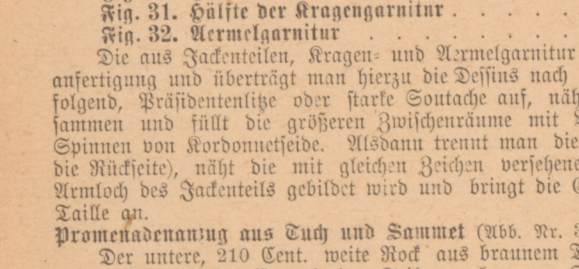 Fig. 31. Hälfte der Kragengarnitur . . . . .
Fig. 32. Aermelgarnitur . . . . . . . .
Die aus Jackenteilen, Kragen- und Aermelgarnitur
anfertigung und überträgt man hierzu die Dessins nach
folgend, Präsidentenlitze oder starke Soutache auf, näh
sammen und füllt die größeren Zwischenräume mit
Spinnen von Kordonnetseide. Alsdann trennt man die
die Rückseite), näht die mit gleichen Zeichen versehene
Armloch des Jackenteils gebildet wird und bringt die
Taille an.
Promenadenanzug aus Tuch und Sammet (Abb. Nr. 3
Der untere, 210 Cent. weite Rock aus braunem